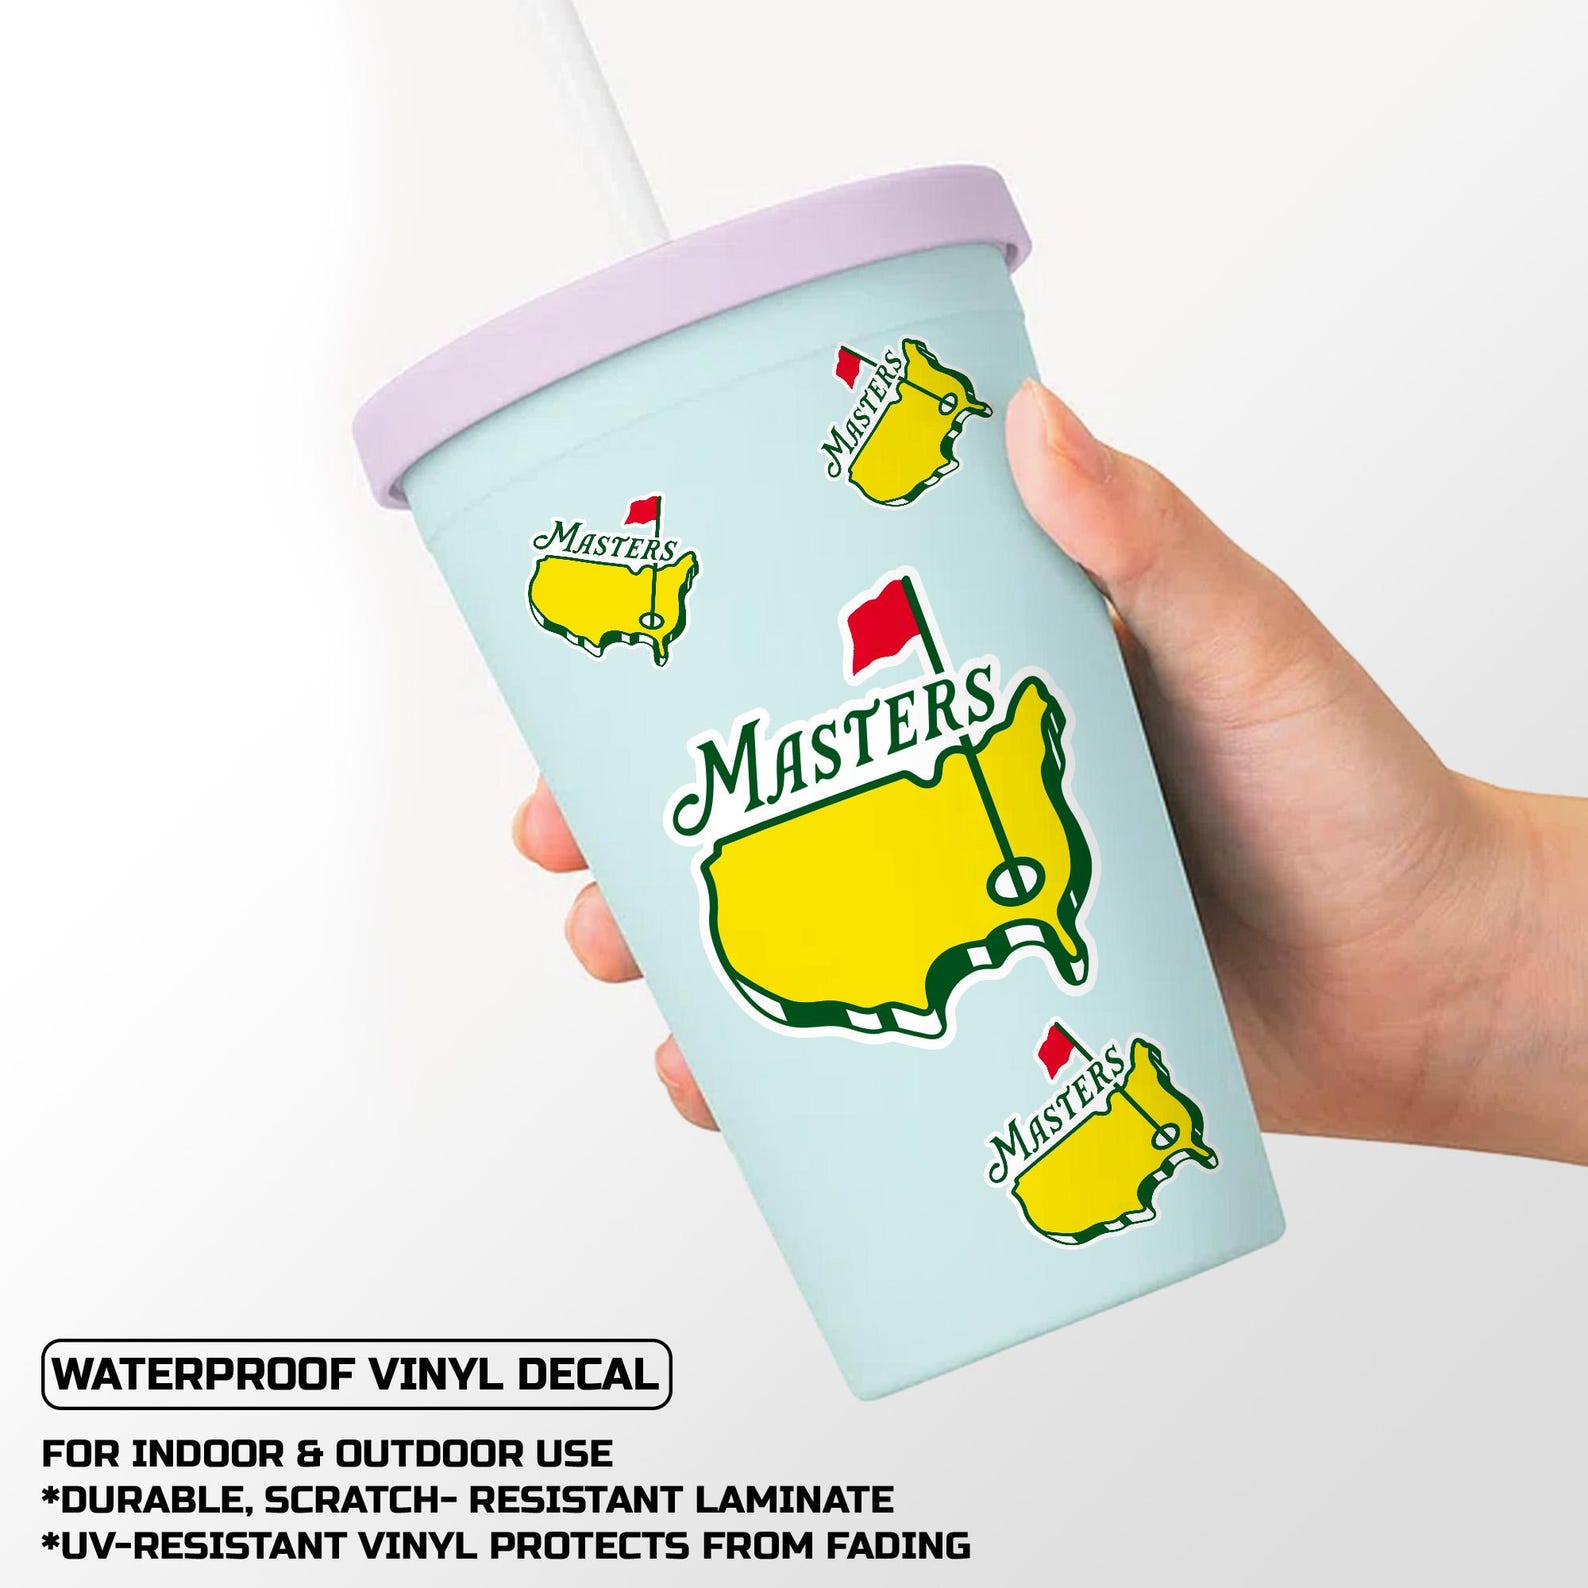 MASTERS
MASTERS
MASTERS
MASTERS
WATERPROOF VINYL DECAL
FOR INDOOR & OUTDOOR USE
*DURABLE, SCRATCH- RESISTANT LAMINATE
*UV-RESISTANT VINYL PROTECTS FROM FADING